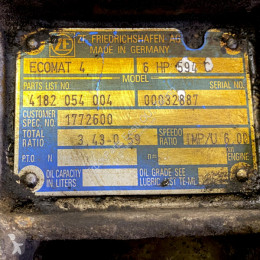 ZF FRIEDRICHSHAFEN AG
MADE IN GERMANY
ECOMAT 4 6 HP 594 C
MODEL
PARTS LIST NO. SERIAL NO.
4182 054 004 00032887
CUSTOMER
SPEC. NO. 1772600
TOTAL
RATIO 3,43-0,59 SPEEDO
RATIO IMP/U 6.00
P.T.O. N n= ENGINE
OIL CAPACITY
IN LITERS OIL GRADE SEE
LUBRIC. LIST TE-ML